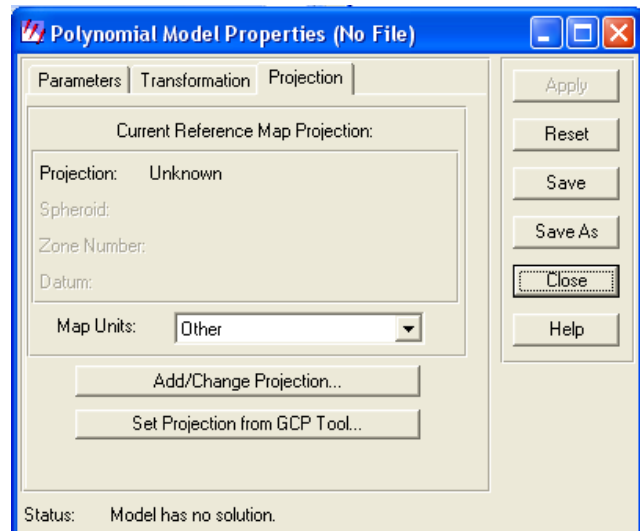 Polynomial Model Properties (No File)
Parameters Transformation Projection
Current Reference Map Projection:
Projection: Unknown
Spheroid:
Zone Number:
Datum:
Map Units: Other
Add/Change Projection...
Set Projection from GCP Tool...
Apply
Reset
Save
Save As
Close
Help
Status: Model has no solution.